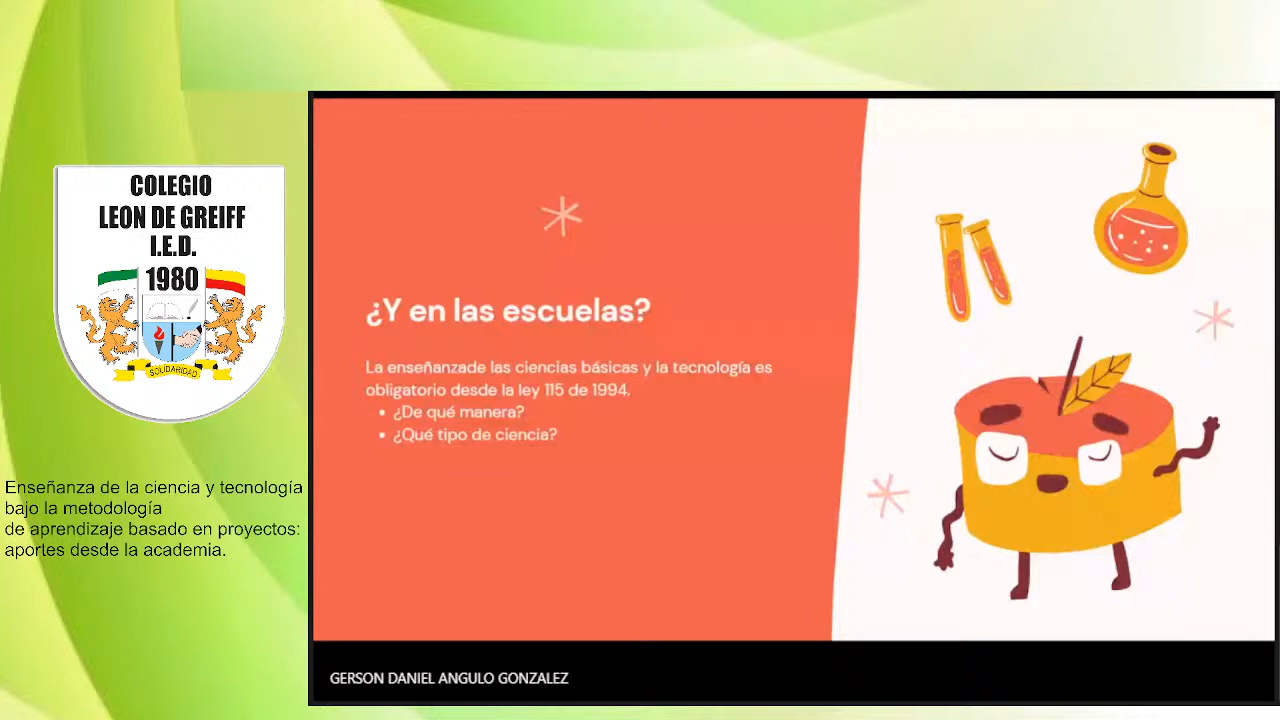 COLEGIO
LEON DE GREIFF
I.E.D.
1980
SOLIDARIDAD
Enseñanza de la ciencia y tecnología
bajo la metodología
de aprendizaje basado en proyectos:
aportes desde la academia.
¿Y en las escuelas?
La enseñanzade las ciencias básicas y la tecnología es
obligatorio desde la ley 115 de 1994.
• ¿De qué manera?
• ¿Qué tipo de ciencia?
GERSON DANIEL ANGULO GONZALEZ